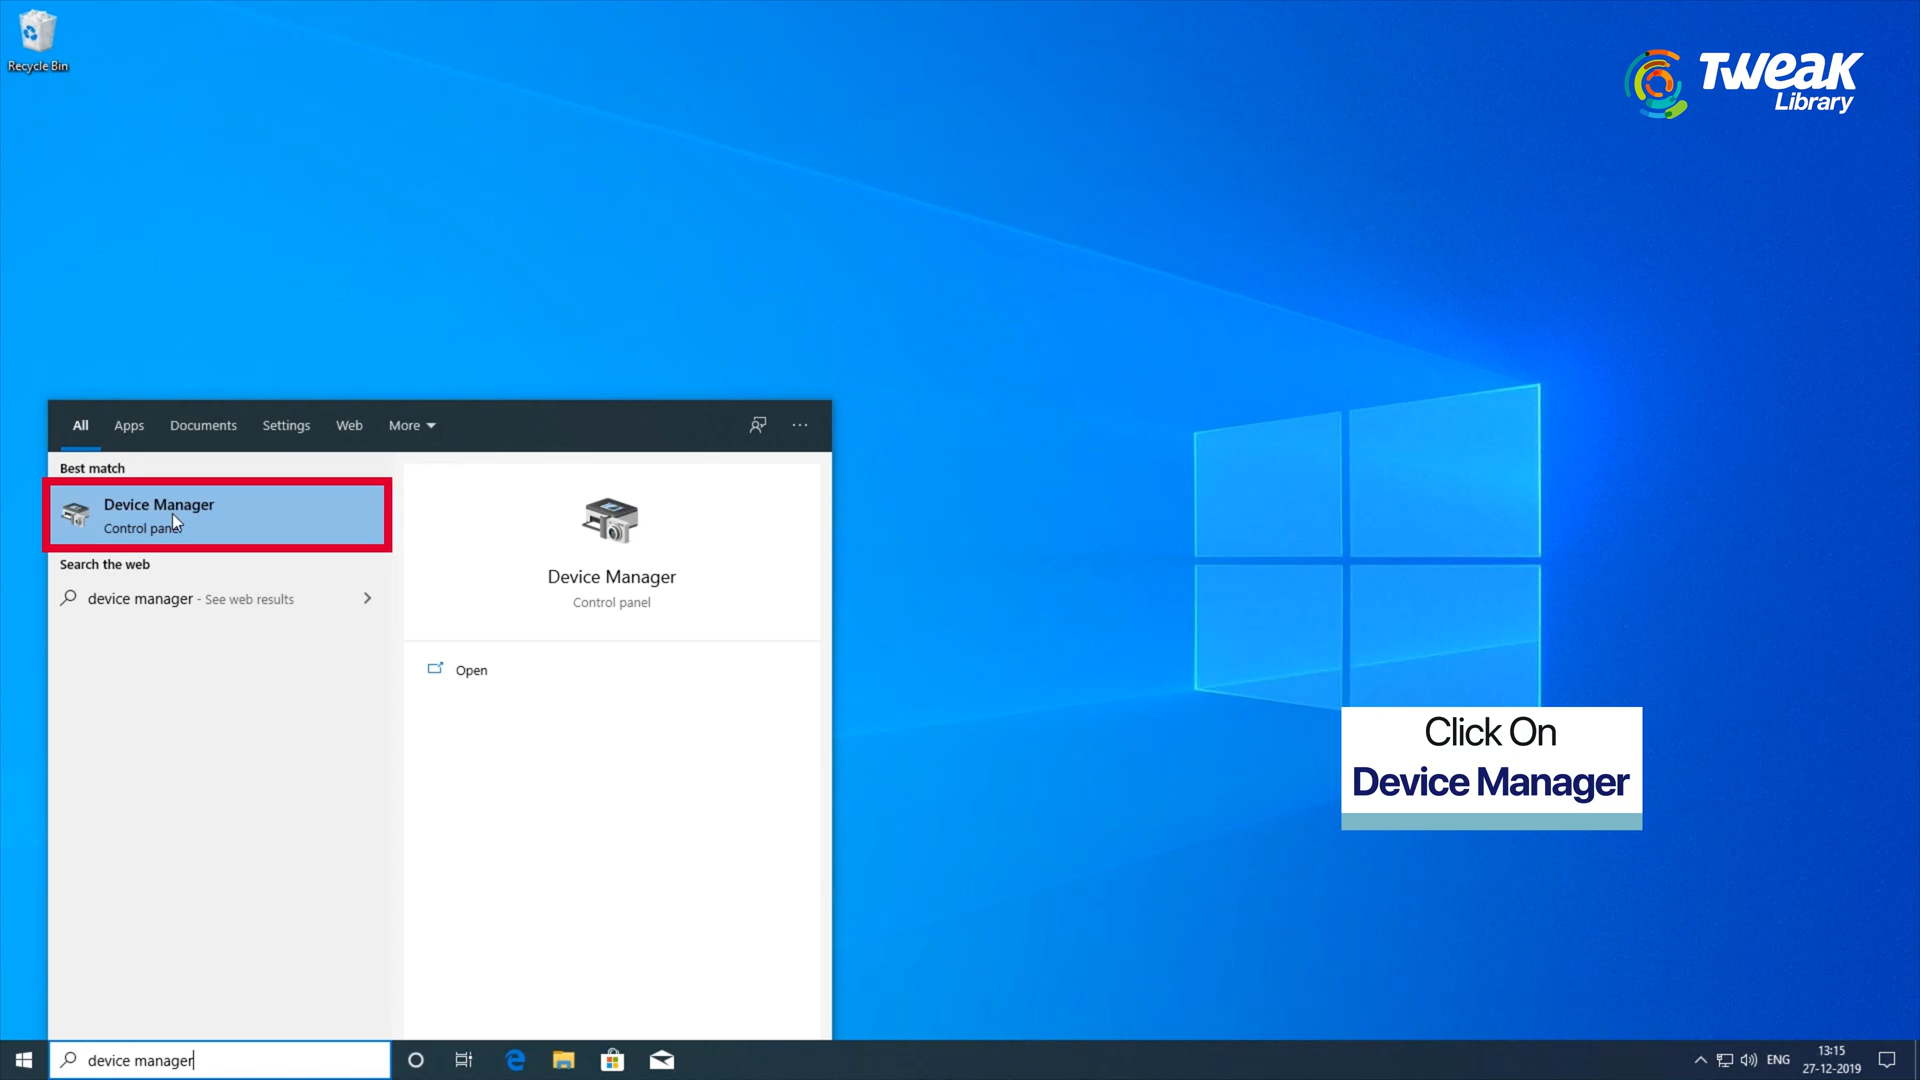 Recycle Bin
TWeaK
Library
All Apps Documents Settings Web More
Best match
Device Manager
Control panel
Search the web
device manager - See web results
Device Manager
Control panel
Open
Click On
Device Manager
device manager
ENG
13:15
27-12-2019